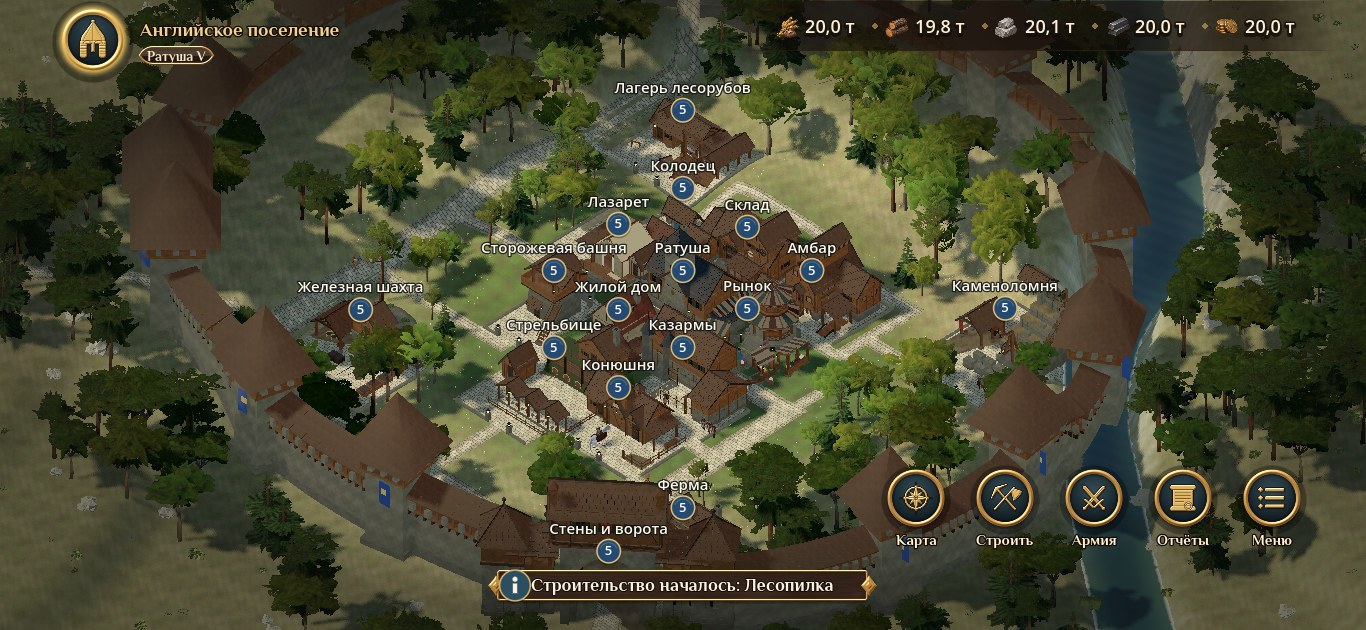 Английское поселение
Ратуша V
20,0 т
19,8 т
20,1 т
20,0 т
20,0 т
Лагерь лесорубов
5
Колодец
5
Лазарет
5
Склад
5
Сторожевая башня
5
Ратуша
5
Амбар
5
Железная шахта
5
Жилой дом
5
Рынок
5
Каменоломня
5
Стрельбище
5
Казармы
5
Конюшня
5
Ферма
5
Стены и ворота
5
Карта
Строить
Армия
Отчёты
Меню
Строительство началось: Лесопилка